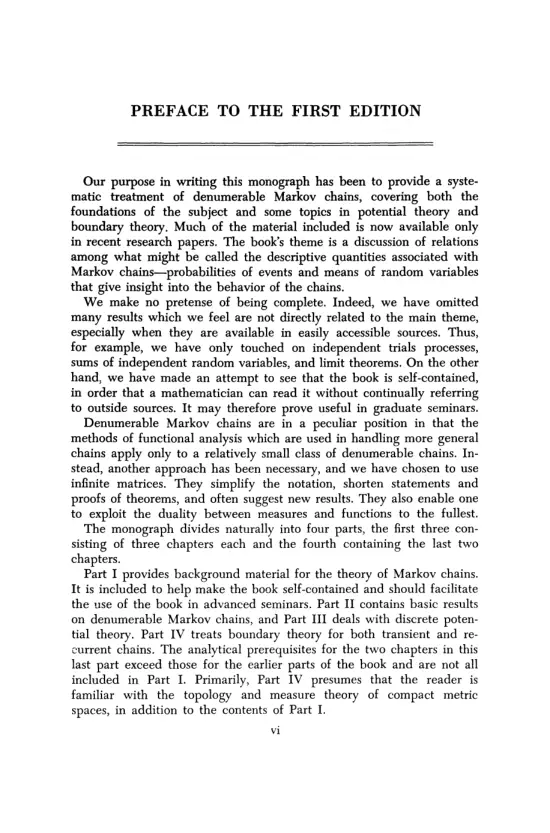 PREFACE TO THE FIRST EDITION
Our purpose in writing this monograph has been to provide a syste-
matic treatment of denumerable Markov chains, covering both the
foundations of the subject and some topics in potential theory and
boundary theory. Much of the material included is now available only
in recent research papers. The book's theme is a discussion of relations
among what might be called the descriptive quantities associated with
Markov chains—probabilities of events and means of random variables
that give insight into the behavior of the chains.
We make no pretense of being complete. Indeed, we have omitted
many results which we feel are not directly related to the main theme,
especially when they are available in easily accessible sources. Thus,
for example, we have only touched on independent trials processes,
sums of independent random variables, and limit theorems. On the other
hand, we have made an attempt to see that the book is self-contained,
in order that a mathematician can read it without continually referring
to outside sources. It may therefore prove useful in graduate seminars.
Denumerable Markov chains are in a peculiar position in that the
methods of functional analysis which are used in handling more general
chains apply only to a relatively small class of denumerable chains. In-
stead, another approach has been necessary, and we have chosen to use
infinite matrices. They simplify the notation, shorten statements and
proofs of theorems, and often suggest new results. They also enable one
to exploit the duality between measures and functions to the fullest.
The monograph divides naturally into four parts, the first three con-
sisting of three chapters each and the fourth containing the last two
chapters.
Part I provides background material for the theory of Markov chains.
It is included to help make the book self-contained and should facilitate
the use of the book in advanced seminars. Part II contains basic results
on denumerable Markov chains, and Part III deals with discrete poten-
tial theory. Part IV treats boundary theory for both transient and re-
current chains. The analytical prerequisites for the two chapters in this
last part exceed those for the earlier parts of the book and are not all
included in Part I. Primarily, Part IV presumes that the reader is
familiar with the topology and measure theory of compact metric
spaces, in addition to the contents of Part I.
vi